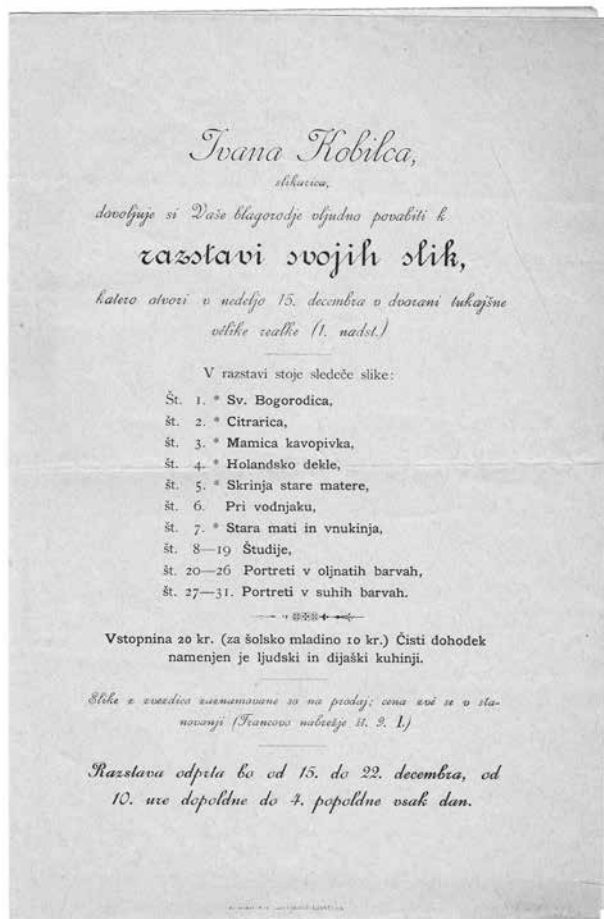 Ivana Kobilca,
slikarica,
dovoljuje si Vaše blagorodje vljudno povabiti k
razstavi svojih slik,
katero otvori v nedeljo 15. decembra v dvorani tukajšne
vélike realke (1. nadst.)
V razstavi stoje sledeče slike:
Št. 1. * Sv. Bogorodica,
št. 2. * Citrarica,
št. 3. * Mamica kavopivka,
št. 4. * Holandsko dekle,
št. 5. * Skrinja stare matere,
št. 6. Pri vodnjaku,
št. 7. * Stara mati in vnukinja,
št. 8—19 Študije,
št. 20—26 Portreti v oljnatih barvah,
št. 27—31. Portreti v suhih barvah.
Vstopnina 20 kr. (za šolsko mladino 10 kr.) Čisti dohodek
namenjen je ljudski in dijaški kuhinji.
Slike z zvezdico zaznamovane so na prodaj; cena zvé se v sta-
novanji (Francovo nabrežje št. 9. I.)
Razstava odprta bo od 15. do 22. decembra, od
10. ure dopoldne do 4. popoldne vsak dan.